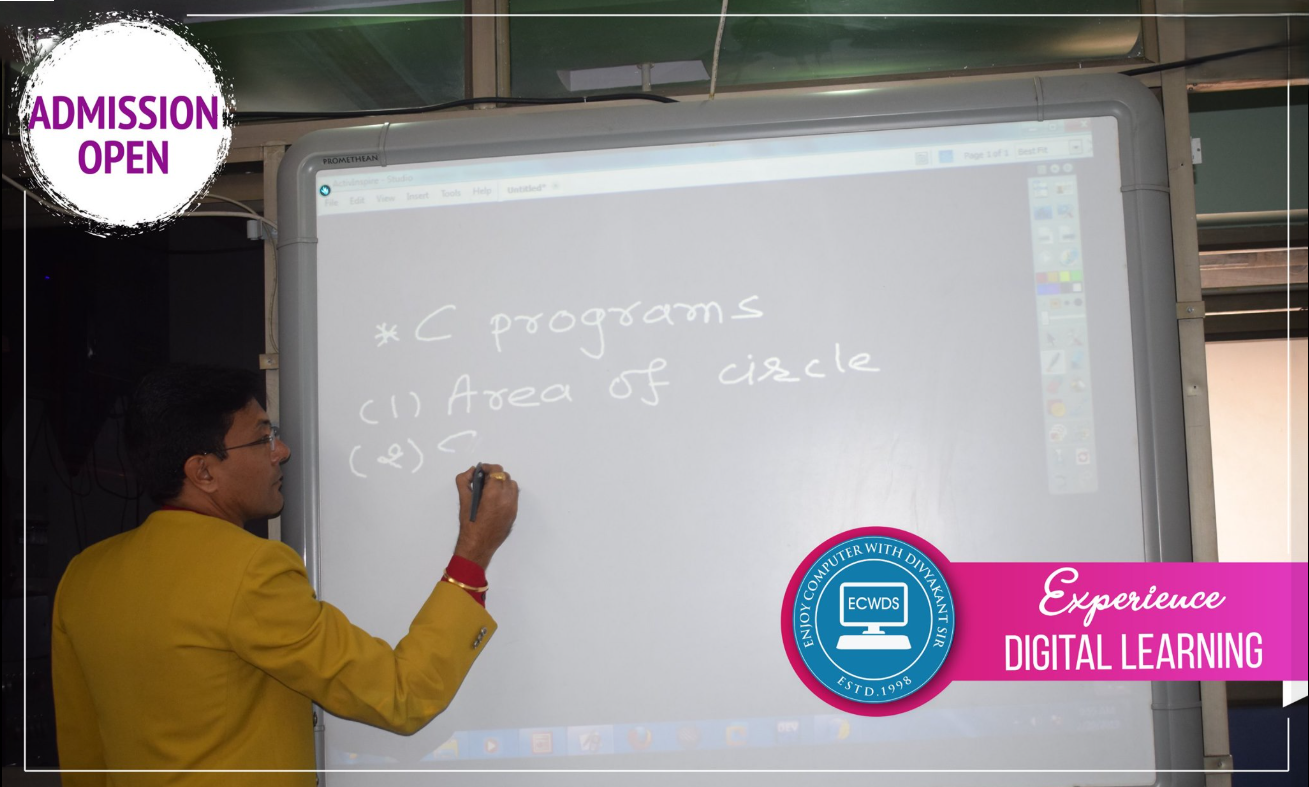 ADMISSION
OPEN
PROMETHEAN
ActivInspire - Studio
File Edit View Insert Tools Help Untitled*
Page 1 of 1 Best Fit
* C programs
(1) Area of circle
(2) C
ENJOY COMPUTER WITH DIVYAKANT SIR
ECWDS
ESTD.1998
Experience
DIGITAL LEARNING
DEV